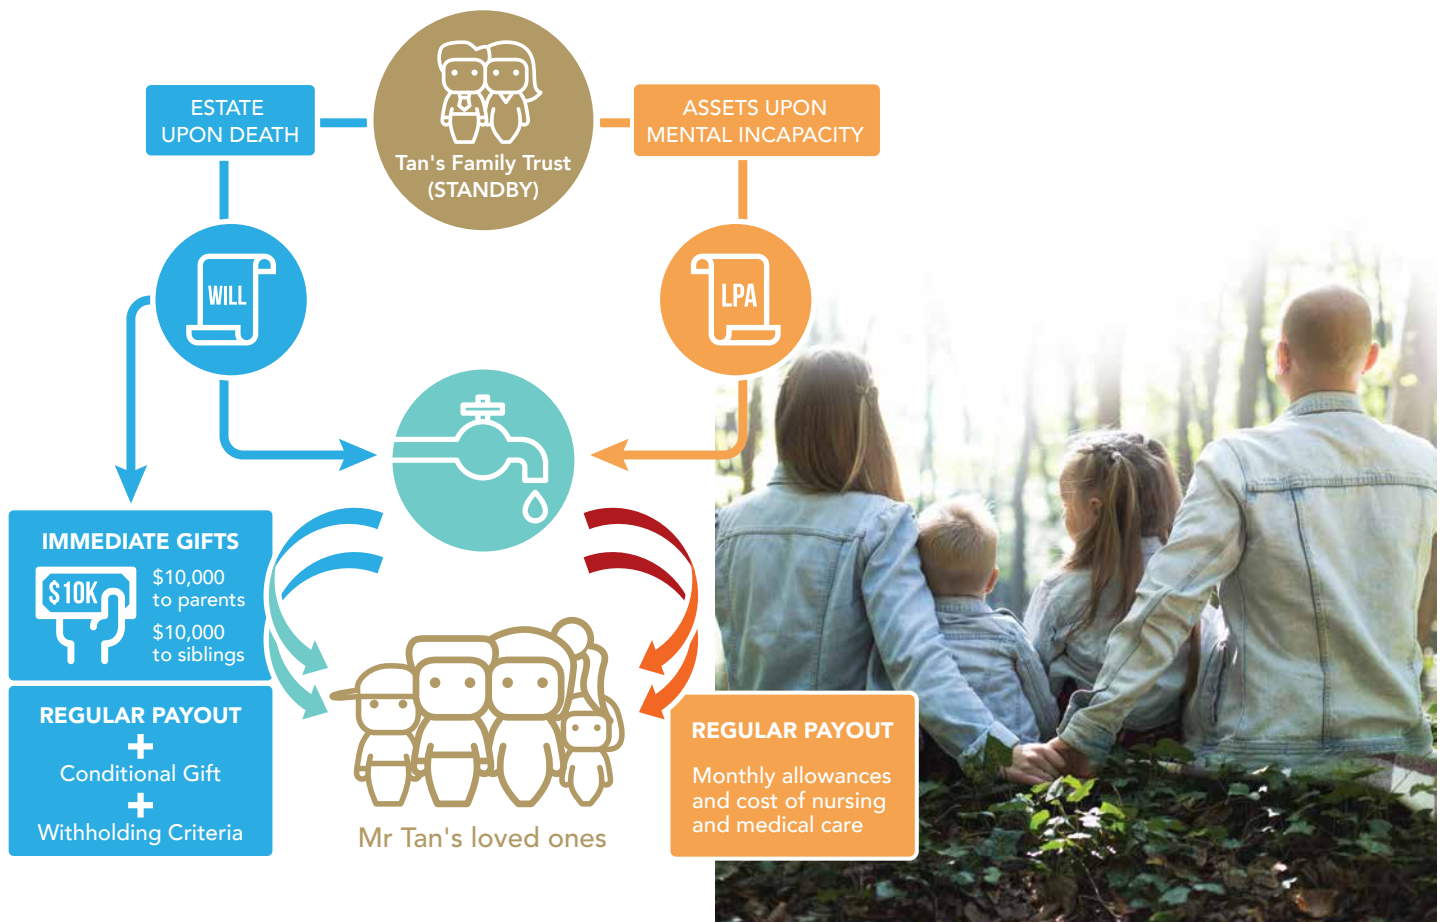 ESTATE
UPON DEATH
Tan's Family Trust
(STANDBY)
ASSETS UPON
MENTAL INCAPACITY
WILL
LPA
IMMEDIATE GIFTS
$10K
$10,000
to parents
$10,000
to siblings
REGULAR PAYOUT
+
Conditional Gift
+
Withholding Criteria
Mr Tan's loved ones
REGULAR PAYOUT
Monthly allowances
and cost of nursing
and medical care